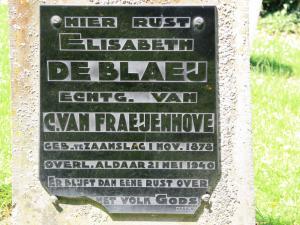 HIER RUST
ELISABETH
DE BLAEIJ
ECHTG. VAN
C. VAN FRAEIJENHOVE
GEB. TE ZAAMSLAG 1 NOV. 1878
OVERL. ALDAAR 21 MEI 1940
ER BLIJFT DAN EENE RUST OVER
HET VOLK GODS